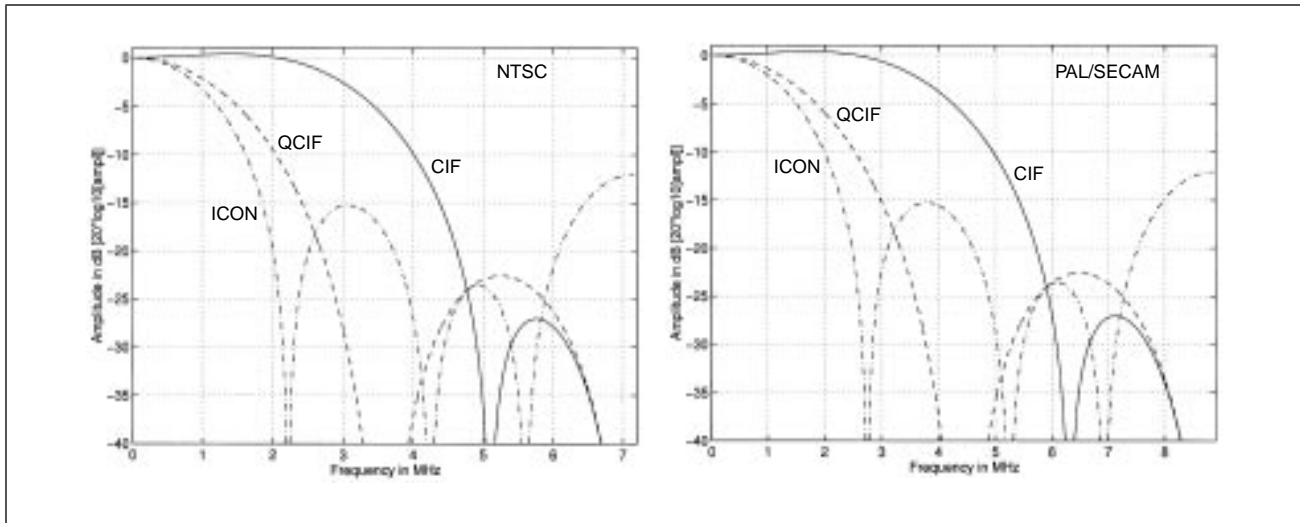 NTSC
QCIF
CIF
ICON
0
-5
-10
-15
-20
-25
-30
-35
-40
Amplitude in dB [20*log10[ampl]]
0 1 2 3 4 5 6 7
Frequency in MHz
PAL/SECAM
QCIF
ICON
CIF
0
-5
-10
-15
-20
-25
-30
-35
-40
Amplitude in dB [20*log10[ampl]]
0 1 2 3 4 5 6 7 8
Frequency in MHz